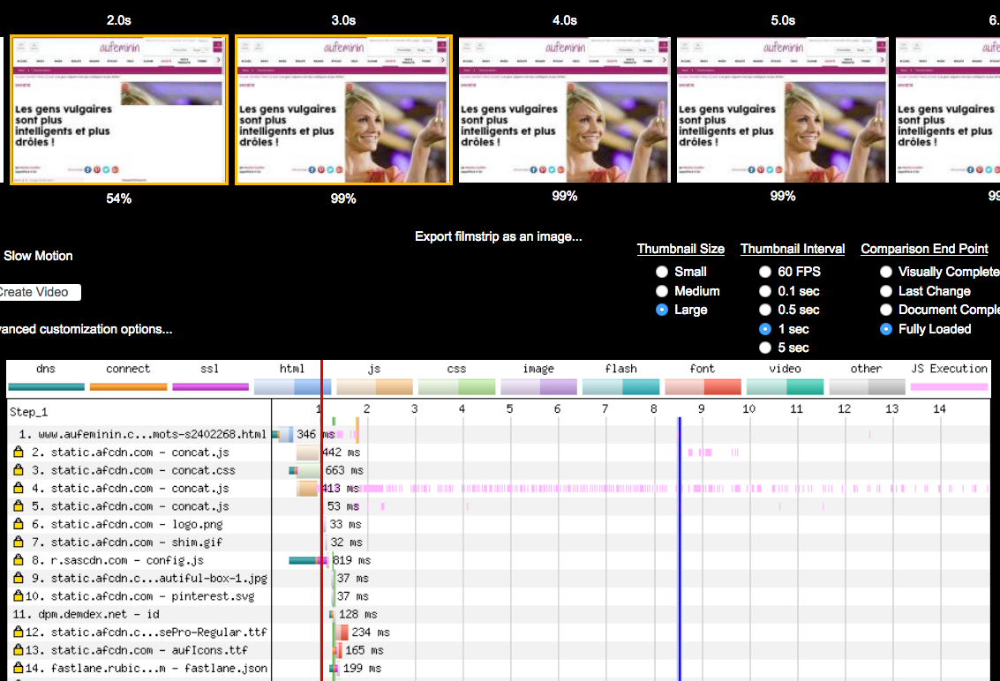 2.0s 3.0s 4.0s 5.0s 6.
aufeminin aufeminin aufeminin aufeminin aufe
Les gens vulgaires sont plus intelligents et plus drôles !
Les gens vulgaires sont plus intelligents et plus drôles !
Les gens vulgaires sont plus intelligents et plus drôles !
Les gens vulgaires sont plus intelligents et plus drôles !
Les gens vulgaires sont plus intelligents et plus drôles !
54% 99% 99% 99% 99
Export filmstrip as an image...
Slow Motion
Create Video
vanced customization options...
Thumbnail Size
Small
Medium
Large
Thumbnail Interval
60 FPS
0.1 sec
0.5 sec
1 sec
5 sec
Comparison End Point
Visually Complete
Last Change
Document Comple
Fully Loaded
dns connect ssl html js css image flash font video other JS Execution
Step_1 1 2 3 4 5 6 7 8 9 10 11 12 13 14
1. www.aufeminin.c...mots-s2402268.html 346 ms
2. static.afcdn.com - concat.js 442 ms
3. static.afcdn.com - concat.css 663 ms
4. static.afcdn.com - concat.js 413 ms
5. static.afcdn.com - concat.js 53 ms
6. static.afcdn.com - logo.png 33 ms
7. static.afcdn.com - shim.gif 32 ms
8. r.sascdn.com - config.js 819 ms
9. static.afcdn.c...autiful-box-1.jpg 37 ms
10. static.afcdn.com - pinterest.svg 37 ms
11. dpm.demdex.net - id 128 ms
12. static.afcdn.c...sePro-Regular.ttf 234 ms
13. static.afcdn.com - aufIcons.ttf 165 ms
14. fastlane.rubic...m - fastlane.json 199 ms